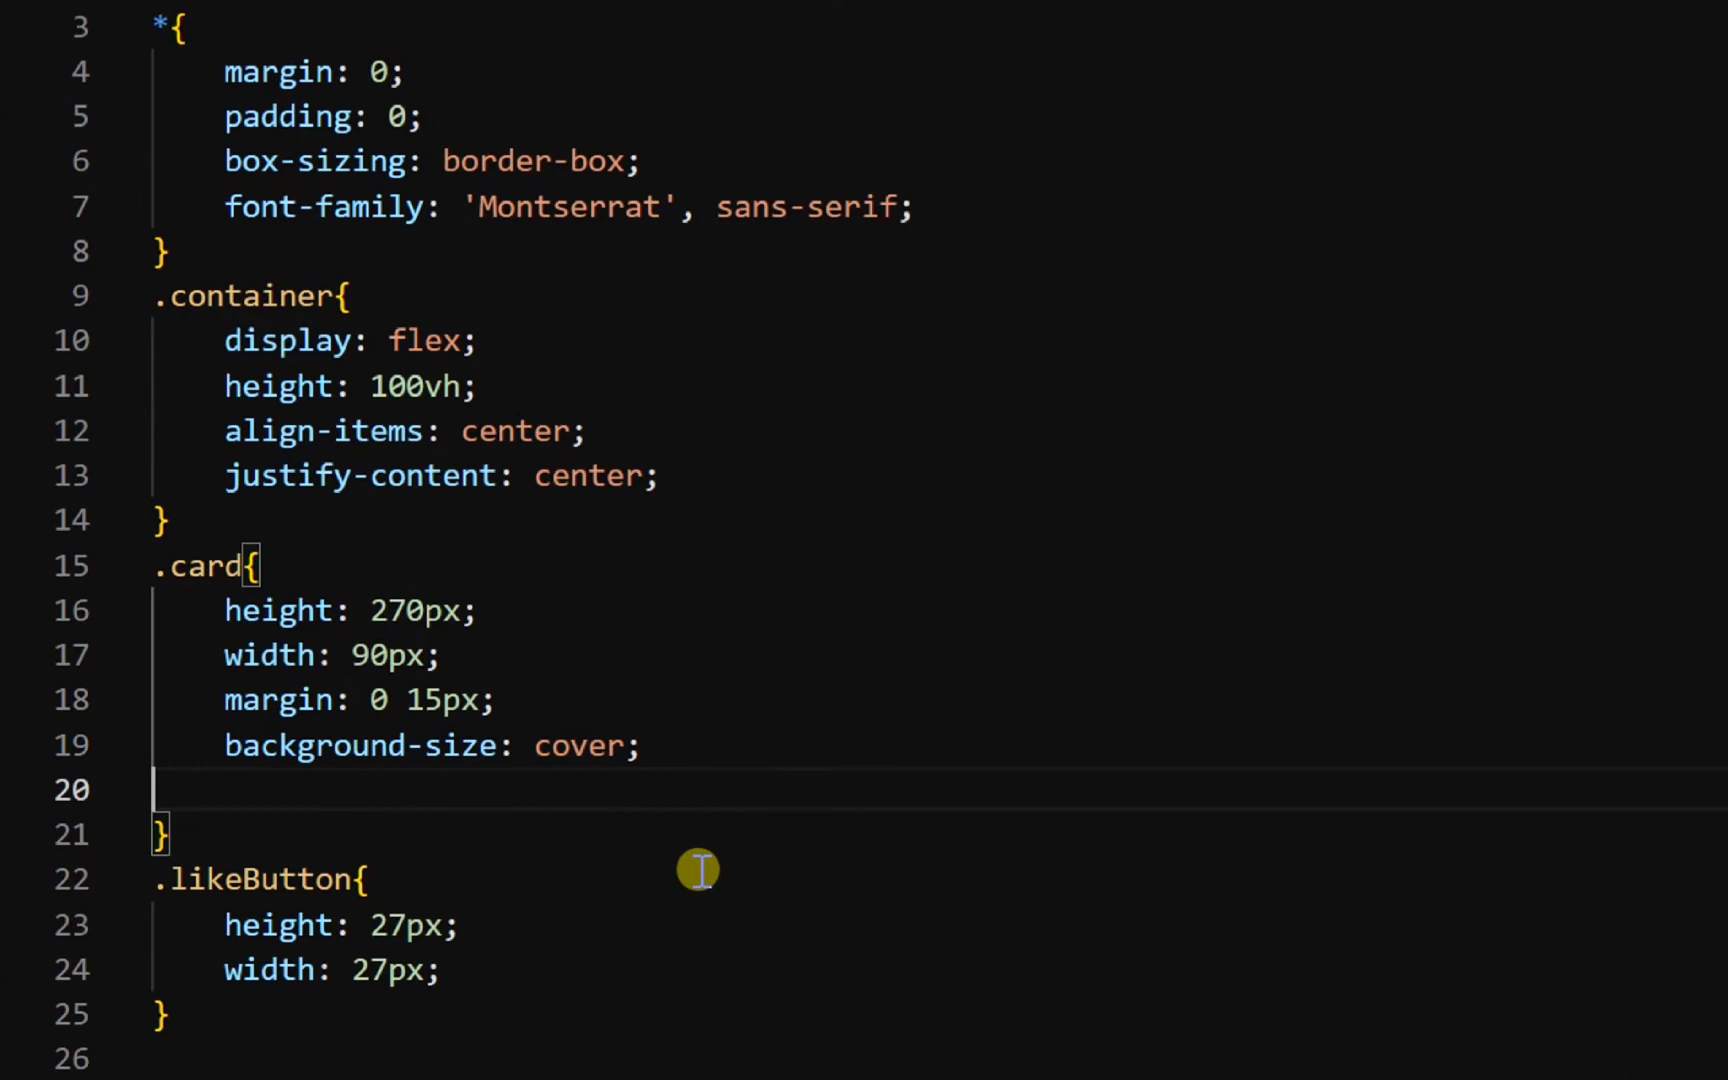 3 *{
4 margin: 0;
5 padding: 0;
6 box-sizing: border-box;
7 font-family: 'Montserrat', sans-serif;
8 }
9 .container{
10 display: flex;
11 height: 100vh;
12 align-items: center;
13 justify-content: center;
14 }
15 .card{
16 height: 270px;
17 width: 90px;
18 margin: 0 15px;
19 background-size: cover;
20
21 }
22 .likeButton{
23 height: 27px;
24 width: 27px;
25 }
26